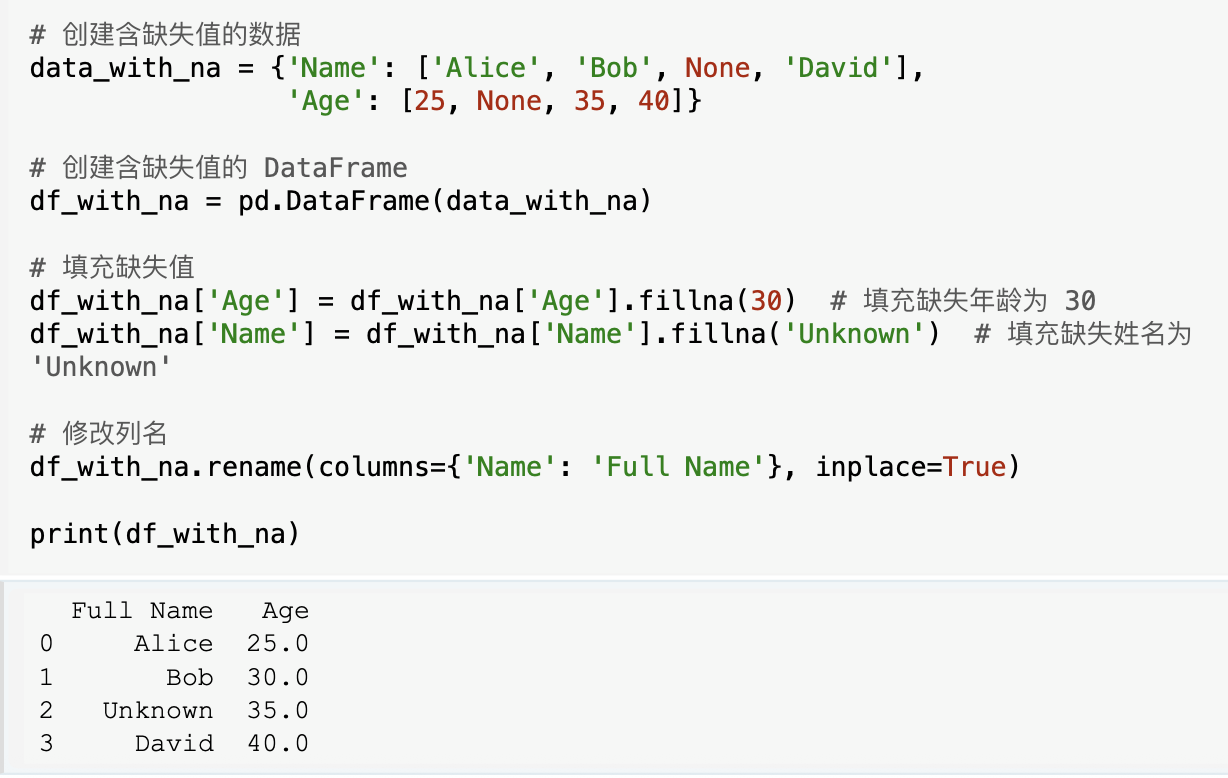 # 创建含缺失值的数据
data_with_na = {'Name': ['Alice', 'Bob', None, 'David'],
                'Age': [25, None, 35, 40]}
# 创建含缺失值的 DataFrame
df_with_na = pd.DataFrame(data_with_na)
# 填充缺失值
df_with_na['Age'] = df_with_na['Age'].fillna(30)  # 填充缺失年龄为 30
df_with_na['Name'] = df_with_na['Name'].fillna('Unknown')  # 填充缺失姓名为
'Unknown'
# 修改列名
df_with_na.rename(columns={'Name': 'Full Name'}, inplace=True)
print(df_with_na)
  Full Name   Age
0     Alice  25.0
1       Bob  30.0
2   Unknown  35.0
3     David  40.0